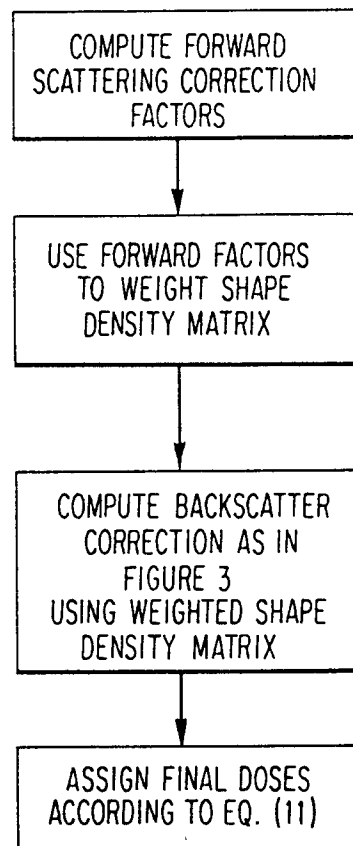 COMPUTE FORWARD
SCATTERING CORRECTION
FACTORS
USE FORWARD FACTORS
TO WEIGHT SHAPE
DENSITY MATRIX
COMPUTE BACKSCATTER
CORRECTION AS IN
FIGURE 3
USING WEIGHTED SHAPE
DENSITY MATRIX
ASSIGN FINAL DOSES
ACCORDING TO EQ. (11)